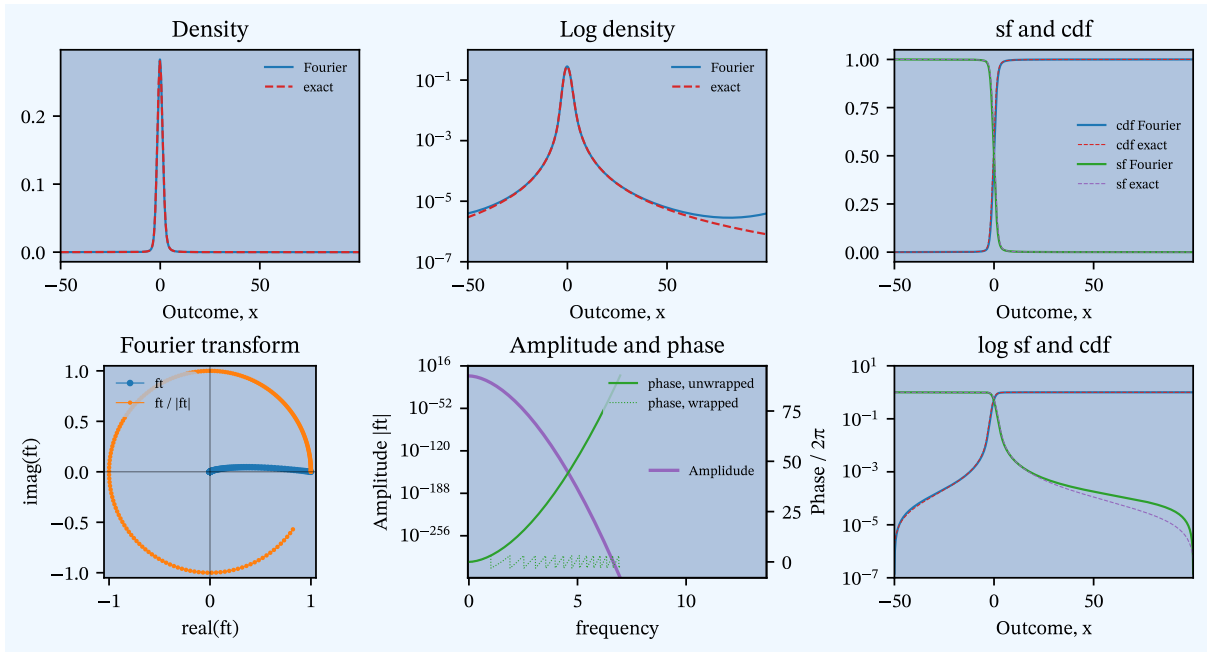 Density
Log density
sf and cdf
Fourier
exact
0.2
0.1
0.0
−50
0
50
Outcome, x
Fourier
exact
10−1
10−3
10−5
10−7
−50
0
50
Outcome, x
1.00
0.75
0.50
0.25
0.00
cdf Fourier
cdf exact
sf Fourier
sf exact
−50
0
50
Outcome, x
Fourier transform
Amplitude and phase
log sf and cdf
imag(ft)
1.0
0.5
0.0
−0.5
−1.0
ft
ft / |ft|
−1
0
1
real(ft)
Amplitude |ft|
10^16
10^−52
10^−120
10^−188
10^−256
phase, unwrapped
phase, wrapped
Amplidude
75
50
25
0
Phase / 2π
0
5
10
frequency
10^1
10^−1
10^−3
10^−5
10^−7
−50
0
50
Outcome, x